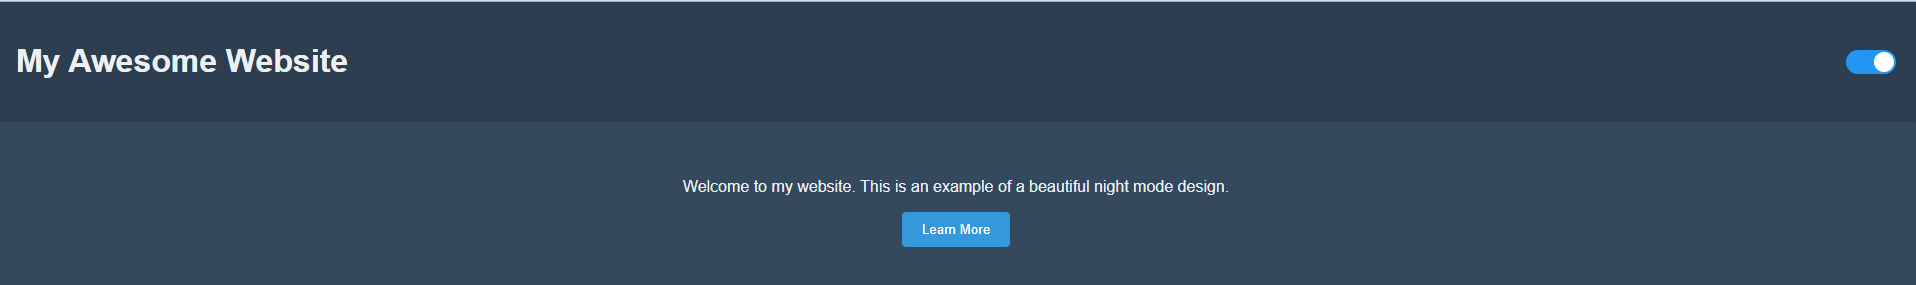 My Awesome Website
Welcome to my website. This is an example of a beautiful night mode design.
Learn More